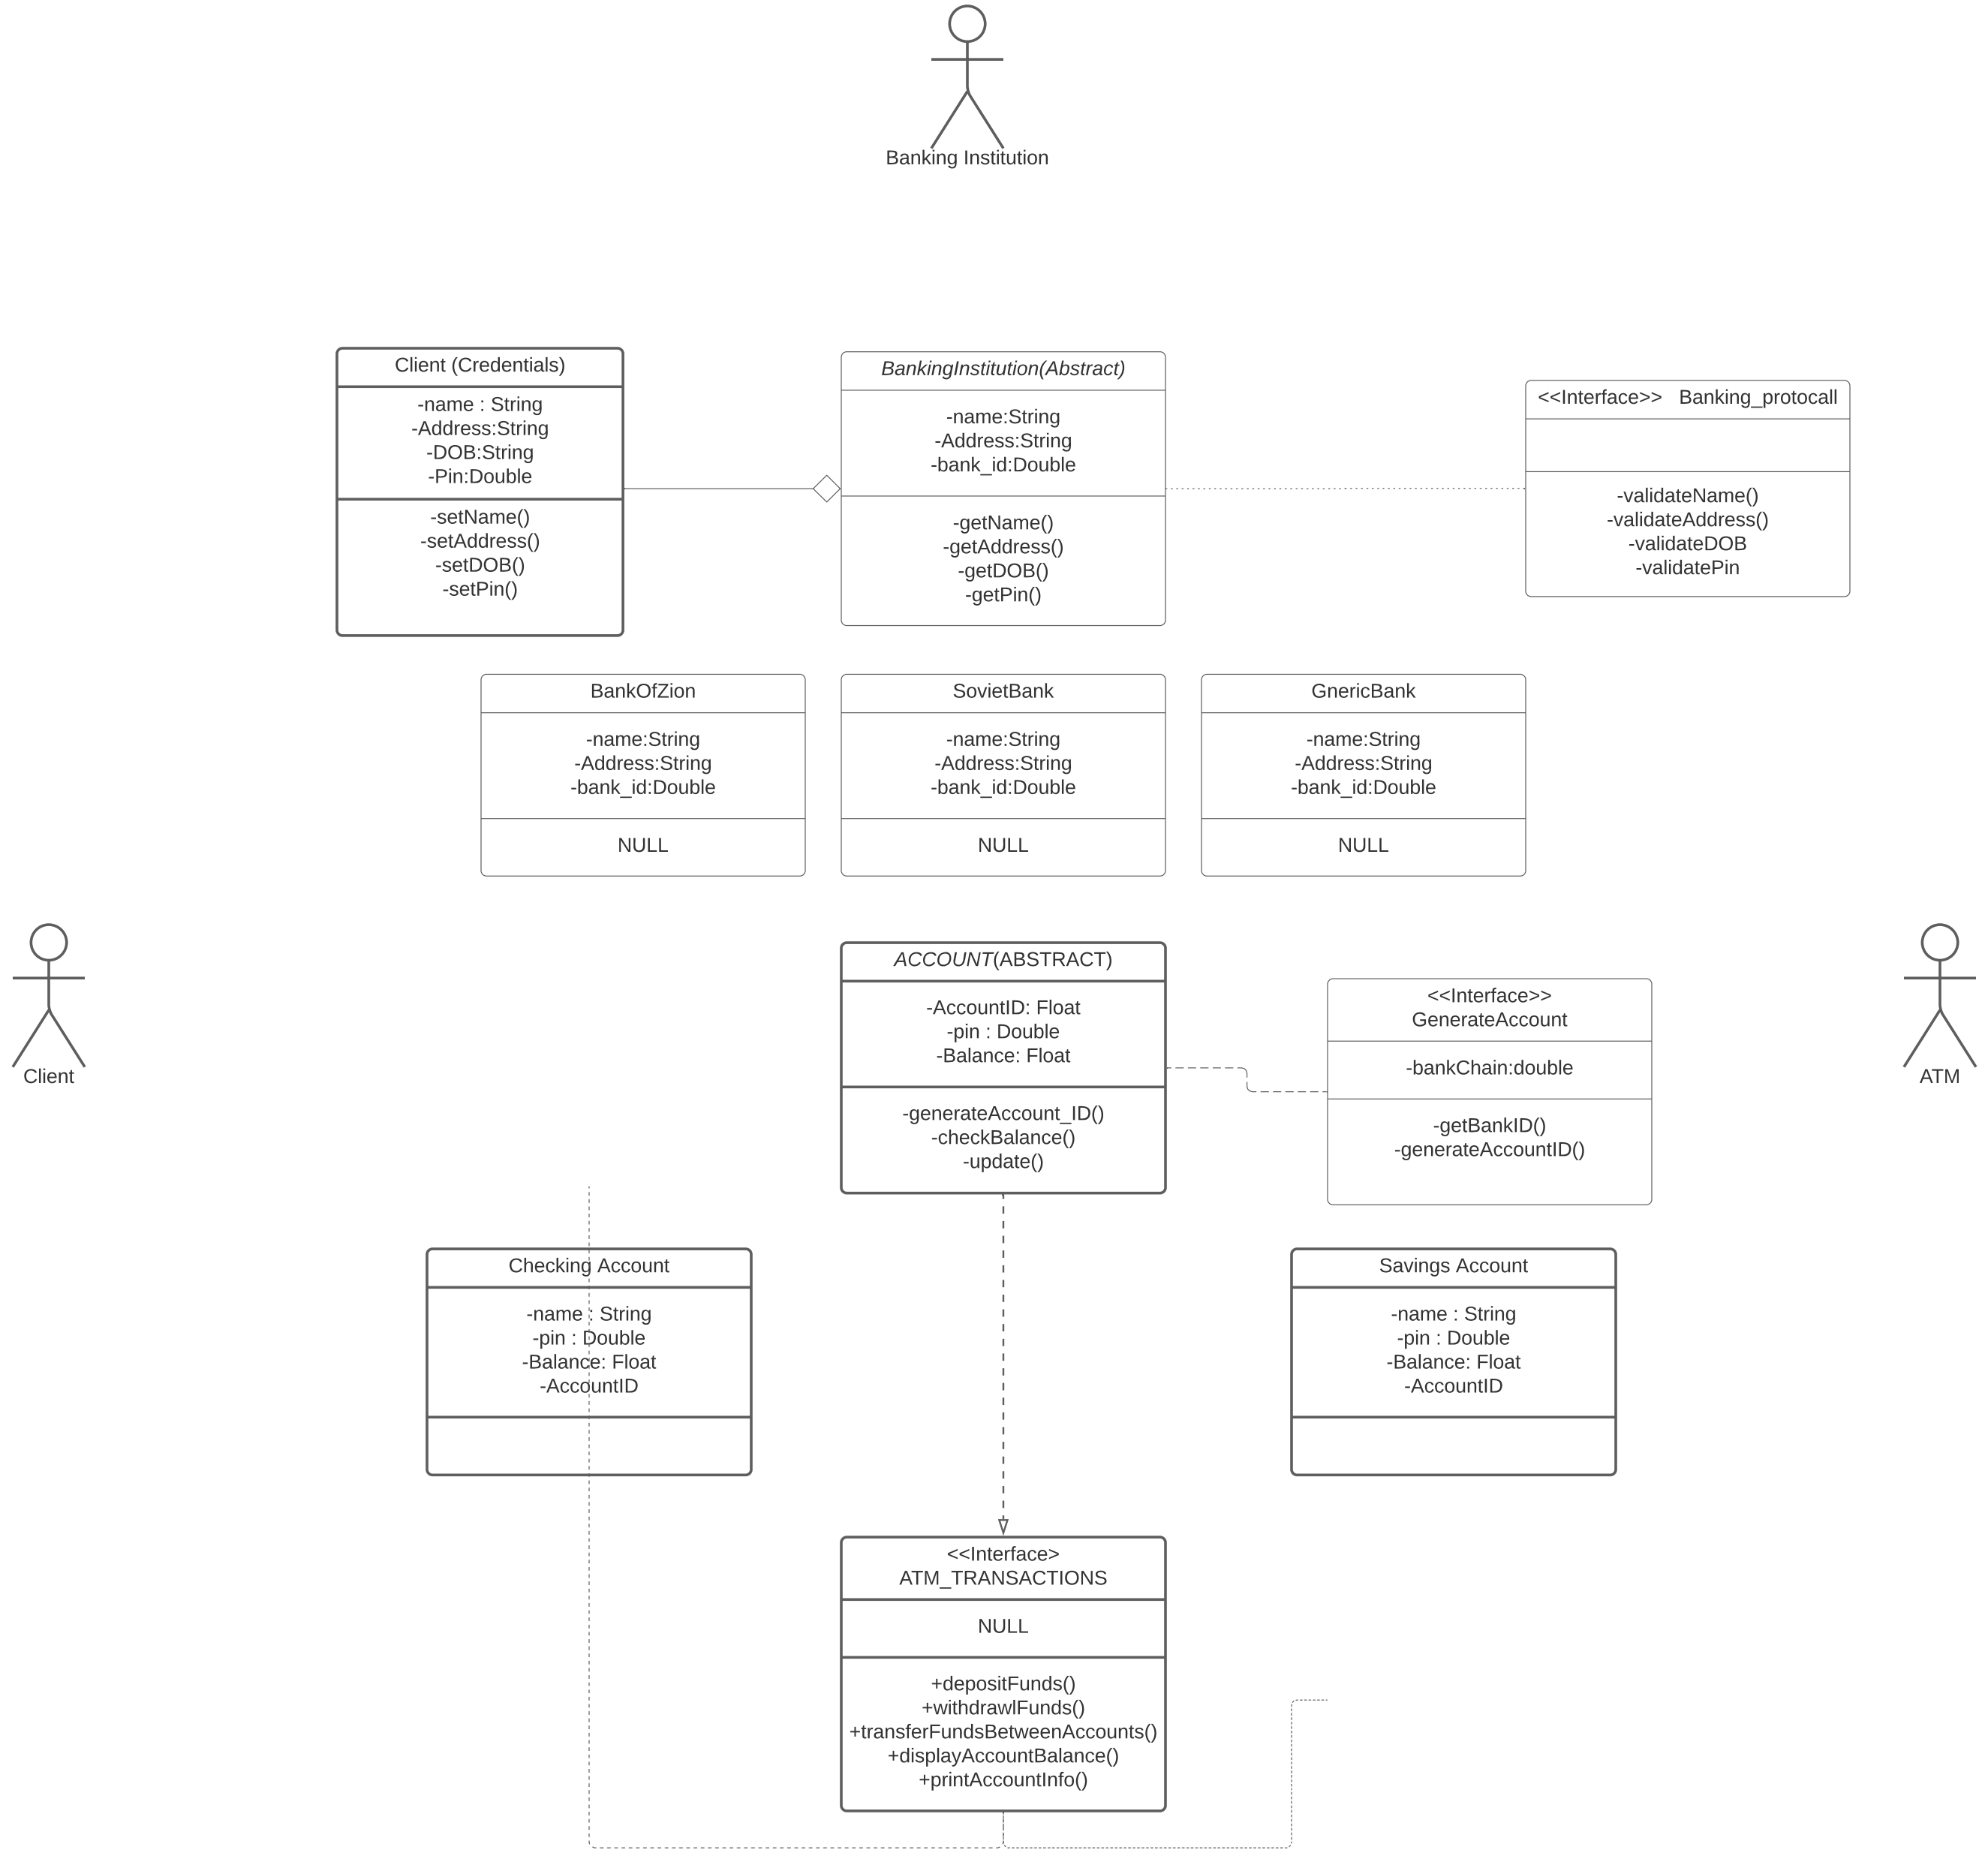 Banking Institution
Client (Credentials)
-name : String
-Address:String
-DOB:String
-Pin:Double
-setName()
-setAddress()
-setDOB()
-setPin()
BankingInstitution(Abstract)
-name:String
-Address:String
-bank_id:Double
-getName()
-getAddress()
-getDOB()
-getPin()
<<Interface>> Banking_protocall
-validateName()
-validateAddress()
-validateDOB
-validatePin
BankOfZion
-name:String
-Address:String
-bank_id:Double
NULL
SovietBank
-name:String
-Address:String
-bank_id:Double
NULL
GnericBank
-name:String
-Address:String
-bank_id:Double
NULL
Client
ACCOUNT(ABSTRACT)
-AccountID: Float
-pin : Double
-Balance: Float
-generateAccount_ID()
-checkBalance()
-update()
<<Interface>>
GenerateAccount
-bankChain:double
-getBankID()
-generateAccountID()
ATM
Checking Account
-name : String
-pin : Double
-Balance: Float
-AccountID
Savings Account
-name : String
-pin : Double
-Balance: Float
-AccountID
<<Interface>
ATM_TRANSACTIONS
NULL
+depositFunds()
+withdrawlFunds()
+transferFundsBetweenAccounts()
+displayAccountBalance()
+printAccountInfo()